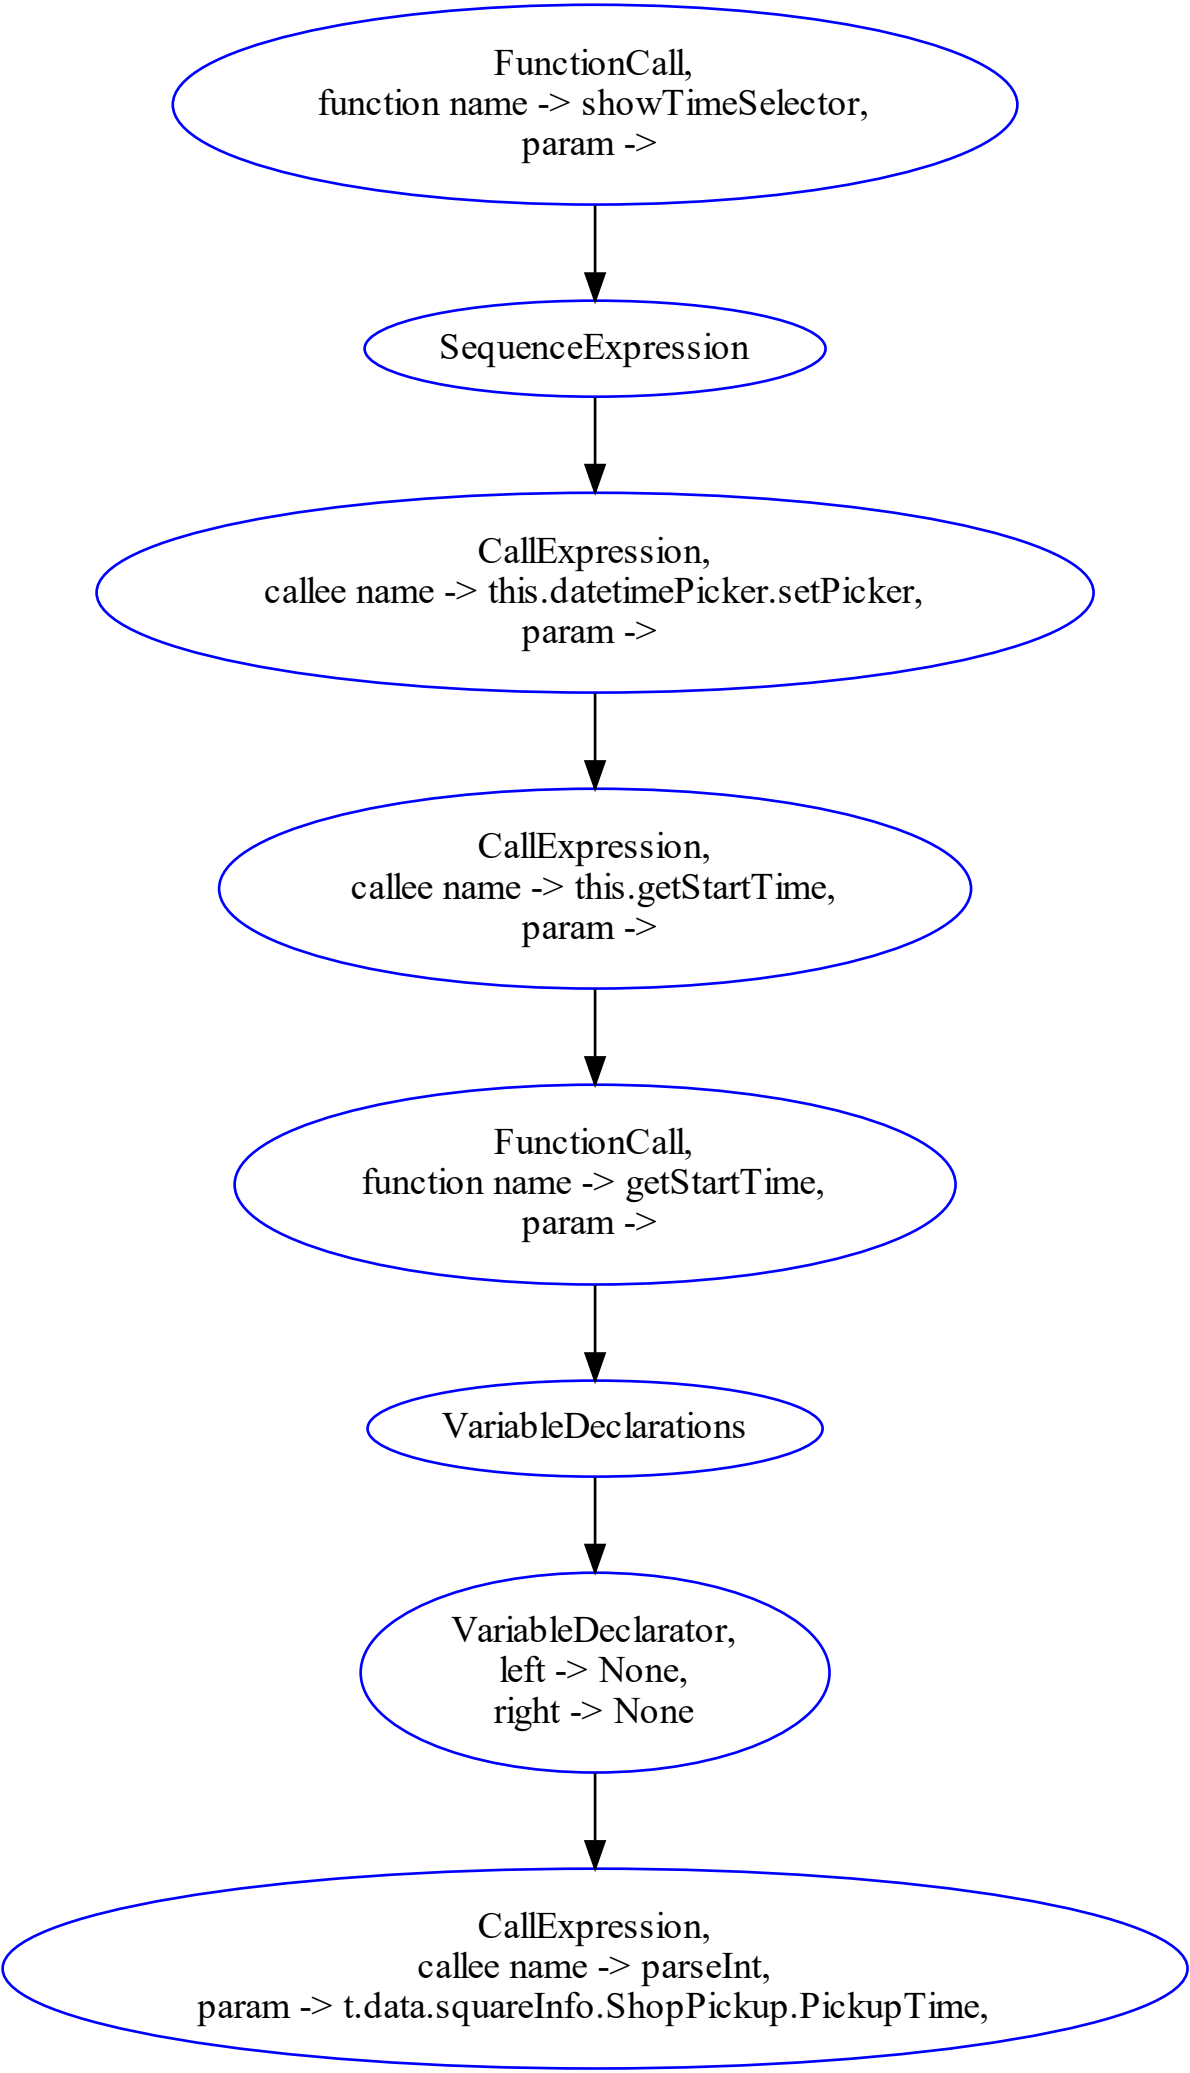 FunctionCall,
function name -> showTimeSelector,
param ->
SequenceExpression
CallExpression,
callee name -> this.datetimePicker.setPicker,
param ->
CallExpression,
callee name -> this.getStartTime,
param ->
FunctionCall,
function name -> getStartTime,
param ->
VariableDeclarations
VariableDeclarator,
left -> None,
right -> None
CallExpression,
callee name -> parseInt,
param -> t.data.squareInfo.ShopPickup.PickupTime,